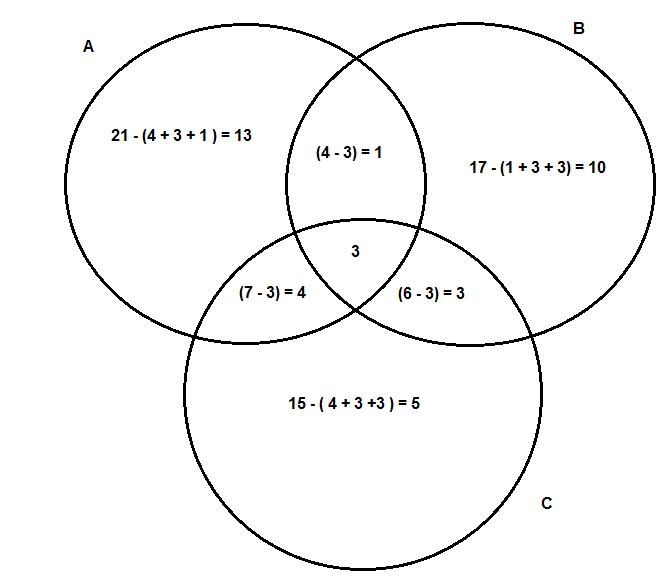 B
A
21 - (4 + 3 + 1 ) = 13
(4 - 3) = 1
17 - (1 + 3 + 3) = 10
3
(7 - 3) = 4
(6 - 3) = 3
15 - ( 4 + 3 +3 ) = 5
C